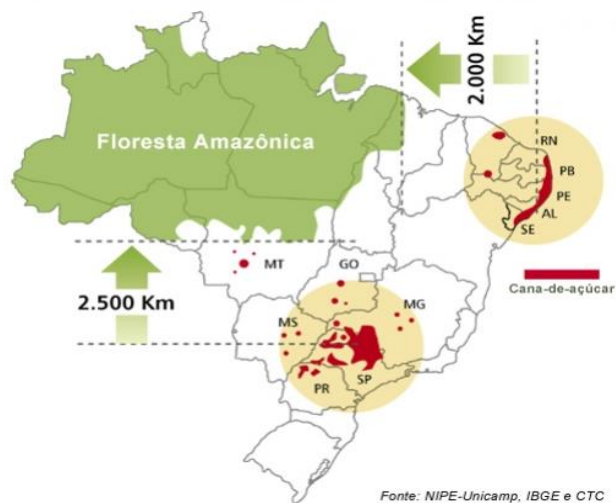 2.000 Km
Floresta Amazônica
RN
PB
PE
AL
SE
MT
GO
Cana-de-açúcar
2.500 Km
MG
MS
SP
PR
Fonte: NIPE-Unicamp, IBGE e CTC